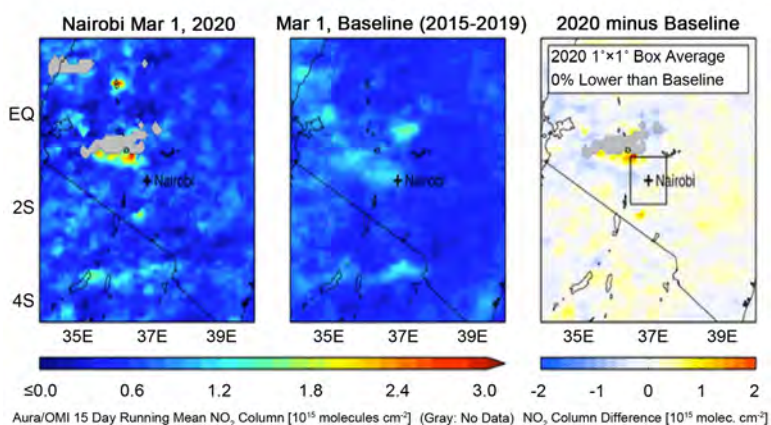 Nairobi Mar 1, 2020
Mar 1, Baseline (2015-2019)
2020 minus Baseline
2020 1°×1° Box Average
0% Lower than Baseline
EQ
2S
4S
Nairobi
Nairobi
Nairobi
35E 37E 39E
35E 37E 39E
35E 37E 39E
≤0.0 0.6 1.2 1.8 2.4 3.0
-2 -1 0 1 2
Aura/OMI 15 Day Running Mean NO₂ Column [10¹⁵ molecules cm⁻²] (Gray: No Data)
NO₂ Column Difference [10¹⁵ molec. cm⁻²]